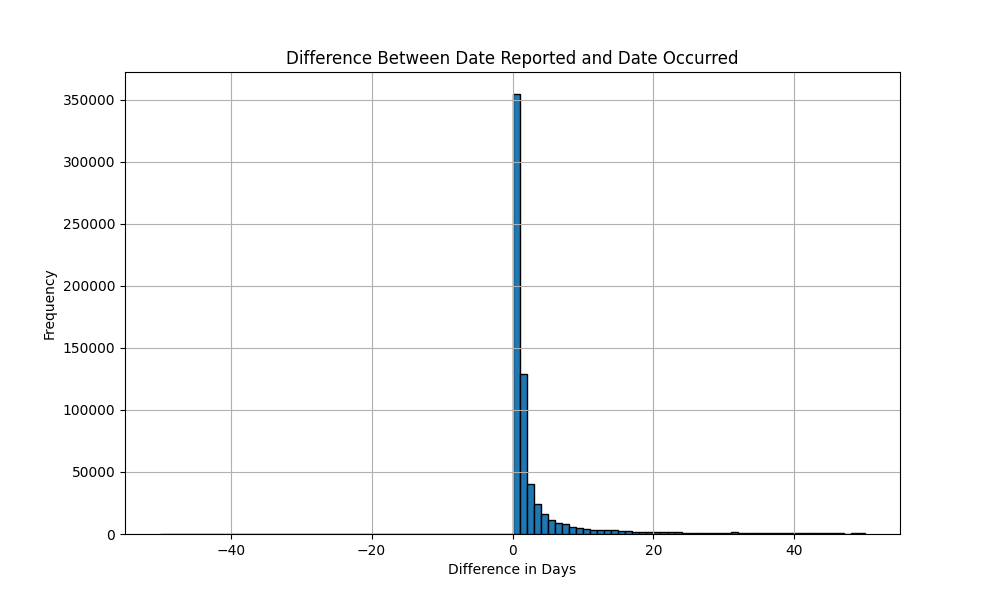 Difference Between Date Reported and Date Occurred
350000
300000
250000
200000
150000
100000
50000
0
Frequency
−40 −20 0 20 40
Difference in Days